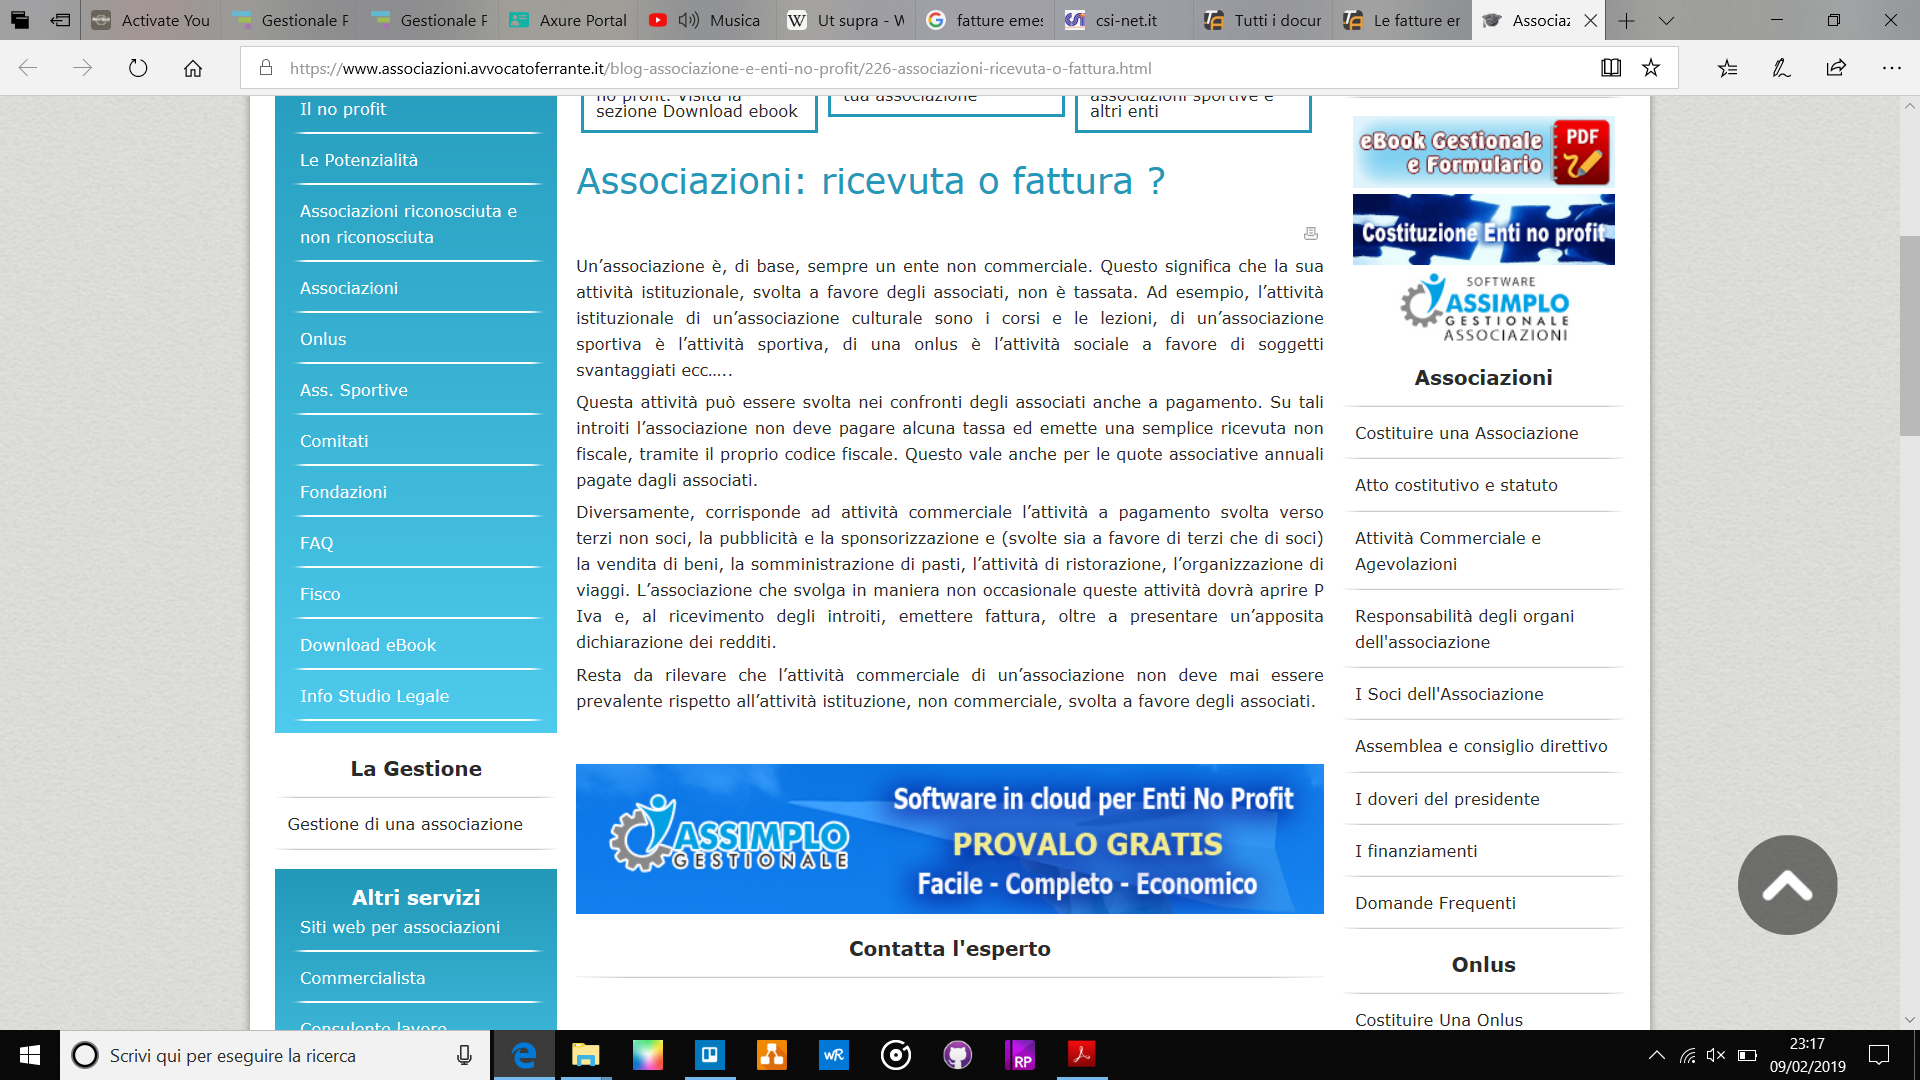 Activate You
Gestionale F
Gestionale F
Axure Portal
Musica
Ut supra - W
fatture emes
csi-net.it
Tutti i docur
Le fatture er
Associaz
https://www.associazioni.avvocatoferrante.it/blog-associazione-e-enti-no-profit/226-associazioni-ricevuta-o-fattura.html
Il no profit
Le Potenzialità
Associazioni riconosciuta e
non riconosciuta
Associazioni
Onlus
Ass. Sportive
Comitati
Fondazioni
FAQ
Fisco
Download eBook
Info Studio Legale
La Gestione
Gestione di una associazione
Altri servizi
Siti web per associazioni
Commercialista
Consulente lavoro
no profit. Visita la
sezione Download ebook
tua associazione
associazioni sportive e
altri enti
Associazioni: ricevuta o fattura ?
Un’associazione è, di base, sempre un ente non commerciale. Questo significa che la sua
attività istituzionale, svolta a favore degli associati, non è tassata. Ad esempio, l’attività
istituzionale di un’associazione culturale sono i corsi e le lezioni, di un’associazione
sportiva è l’attività sportiva, di una onlus è l’attività sociale a favore di soggetti
svantaggiati ecc…..
Questa attività può essere svolta nei confronti degli associati anche a pagamento. Su tali
introiti l’associazione non deve pagare alcuna tassa ed emette una semplice ricevuta non
fiscale, tramite il proprio codice fiscale. Questo vale anche per le quote associative annuali
pagate dagli associati.
Diversamente, corrisponde ad attività commerciale l’attività a pagamento svolta verso
terzi non soci, la pubblicità e la sponsorizzazione e (svolte sia a favore di terzi che di soci)
la vendita di beni, la somministrazione di pasti, l’attività di ristorazione, l’organizzazione di
viaggi. L’associazione che svolga in maniera non occasionale queste attività dovrà aprire P
Iva e, al ricevimento degli introiti, emettere fattura, oltre a presentare un’apposita
dichiarazione dei redditi.
Resta da rilevare che l’attività commerciale di un’associazione non deve mai essere
prevalente rispetto all’attività istituzione, non commerciale, svolta a favore degli associati.
ASSIMPLO
GESTIONALE
Software in cloud per Enti No Profit
PROVALO GRATIS
Facile - Completo - Economico
Contatta l'esperto
eBook Gestionale
e Formulario
PDF
Costituzione Enti no profit
SOFTWARE
ASSIMPLO
GESTIONALE
ASSOCIAZIONI
Associazioni
Costituire una Associazione
Atto costitutivo e statuto
Attività Commerciale e
Agevolazioni
Responsabilità degli organi
dell'associazione
I Soci dell'Associazione
Assemblea e consiglio direttivo
I doveri del presidente
I finanziamenti
Domande Frequenti
Onlus
Costituire Una Onlus
Scrivi qui per eseguire la ricerca
wR
RP
23:17
09/02/2019